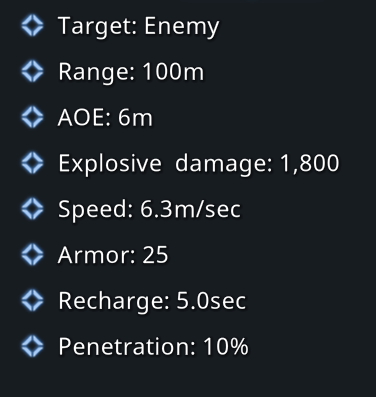 Target: Enemy
Range: 100m
AOE: 6m
Explosive  damage: 1,800
Speed: 6.3m/sec
Armor: 25
Recharge: 5.0sec
Penetration: 10%